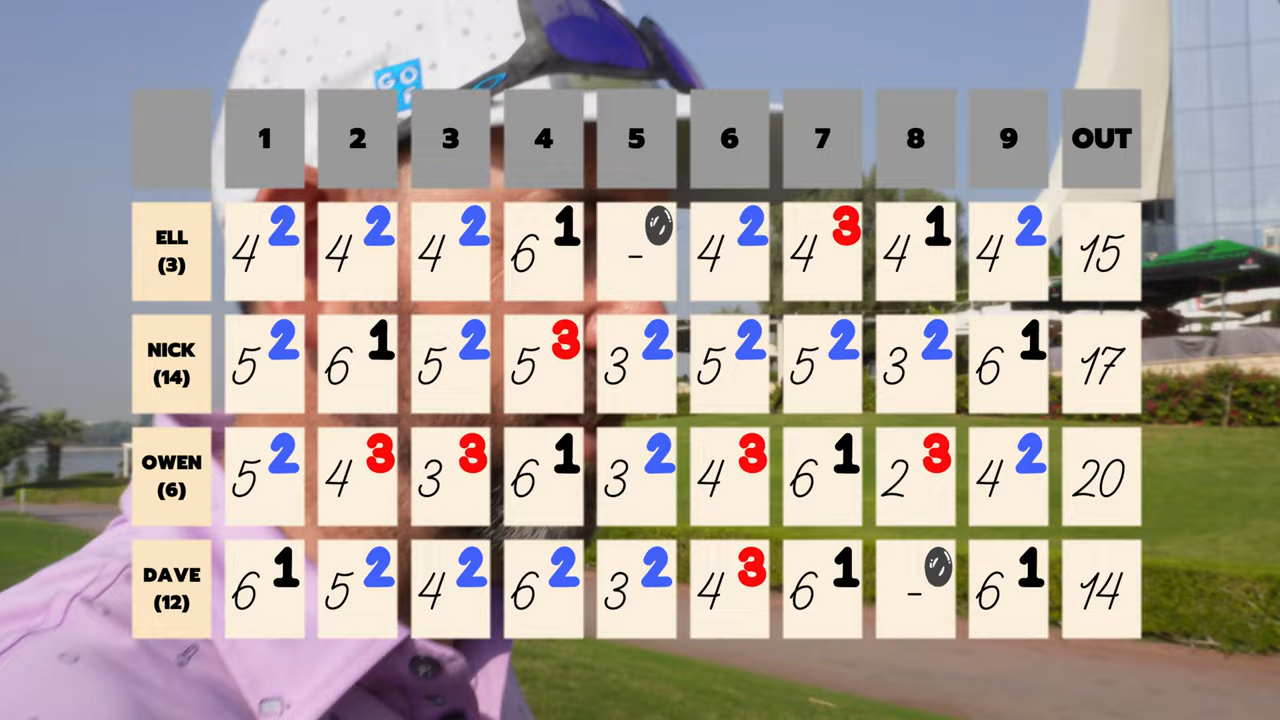 GO
1 2 3 4 5 6 7 8 9 OUT
ELL (3) 4 2 4 2 4 2 6 1 - 0 4 2 4 3 4 1 4 2 15
NICK (14) 5 2 6 1 5 2 5 3 3 2 5 2 5 2 3 2 6 1 17
OWEN (6) 5 2 4 3 3 3 6 1 3 2 4 3 6 1 2 3 4 2 20
DAVE (12) 6 1 5 2 4 2 6 2 3 2 4 3 6 1 - 0 6 1 14